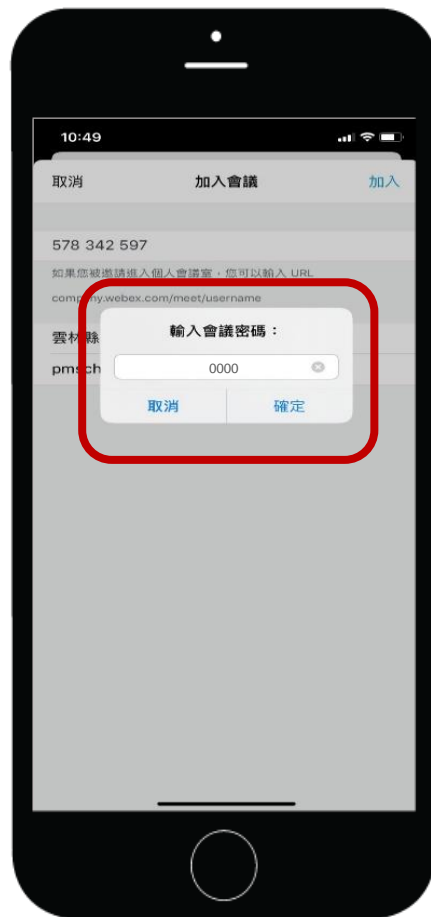 10:49
取消 加入會議 加入
578 342 597
如果您被邀請進入個人會議室，您可以輸入 URL
company.webex.com/meet/username
輸入會議密碼：
雲林縣
0000
pmsch
取消 確定